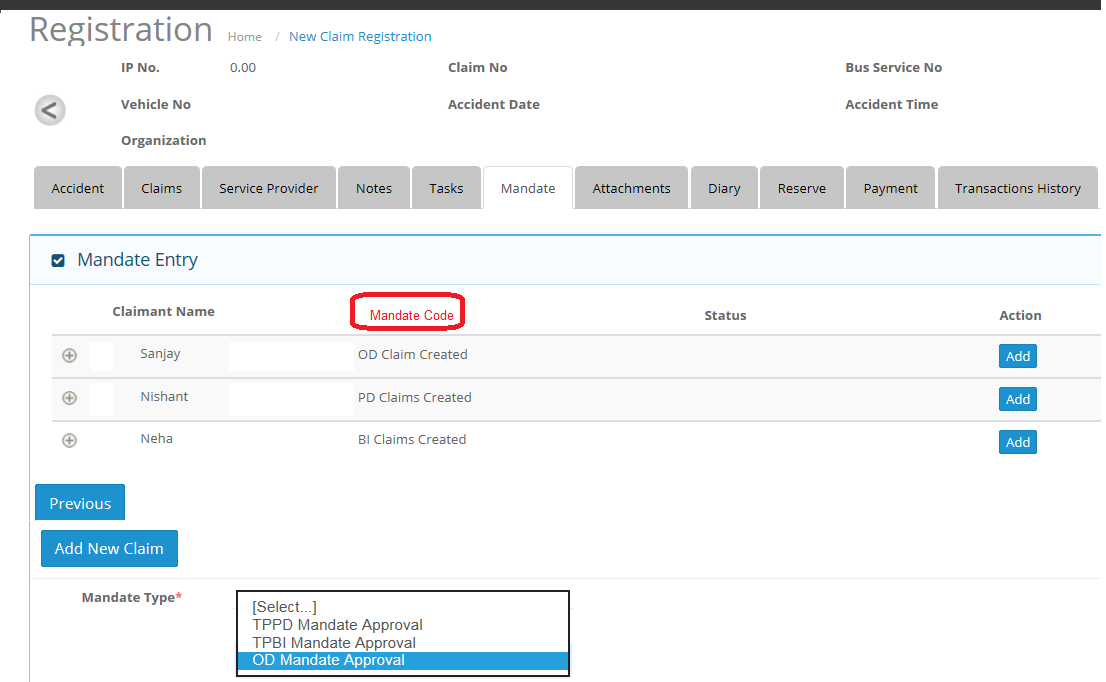 Registration Home / New Claim Registration
IP No. 0.00 Claim No Bus Service No
Vehicle No Accident Date Accident Time
Organization
Accident Claims Service Provider Notes Tasks Mandate Attachments Diary Reserve Payment Transactions History
Mandate Entry
Claimant Name Mandate Code Status Action
Sanjay OD Claim Created Add
Nishant PD Claims Created Add
Neha BI Claims Created Add
Previous
Add New Claim
Mandate Type*
[Select...]
TPPD Mandate Approval
TPBI Mandate Approval
OD Mandate Approval